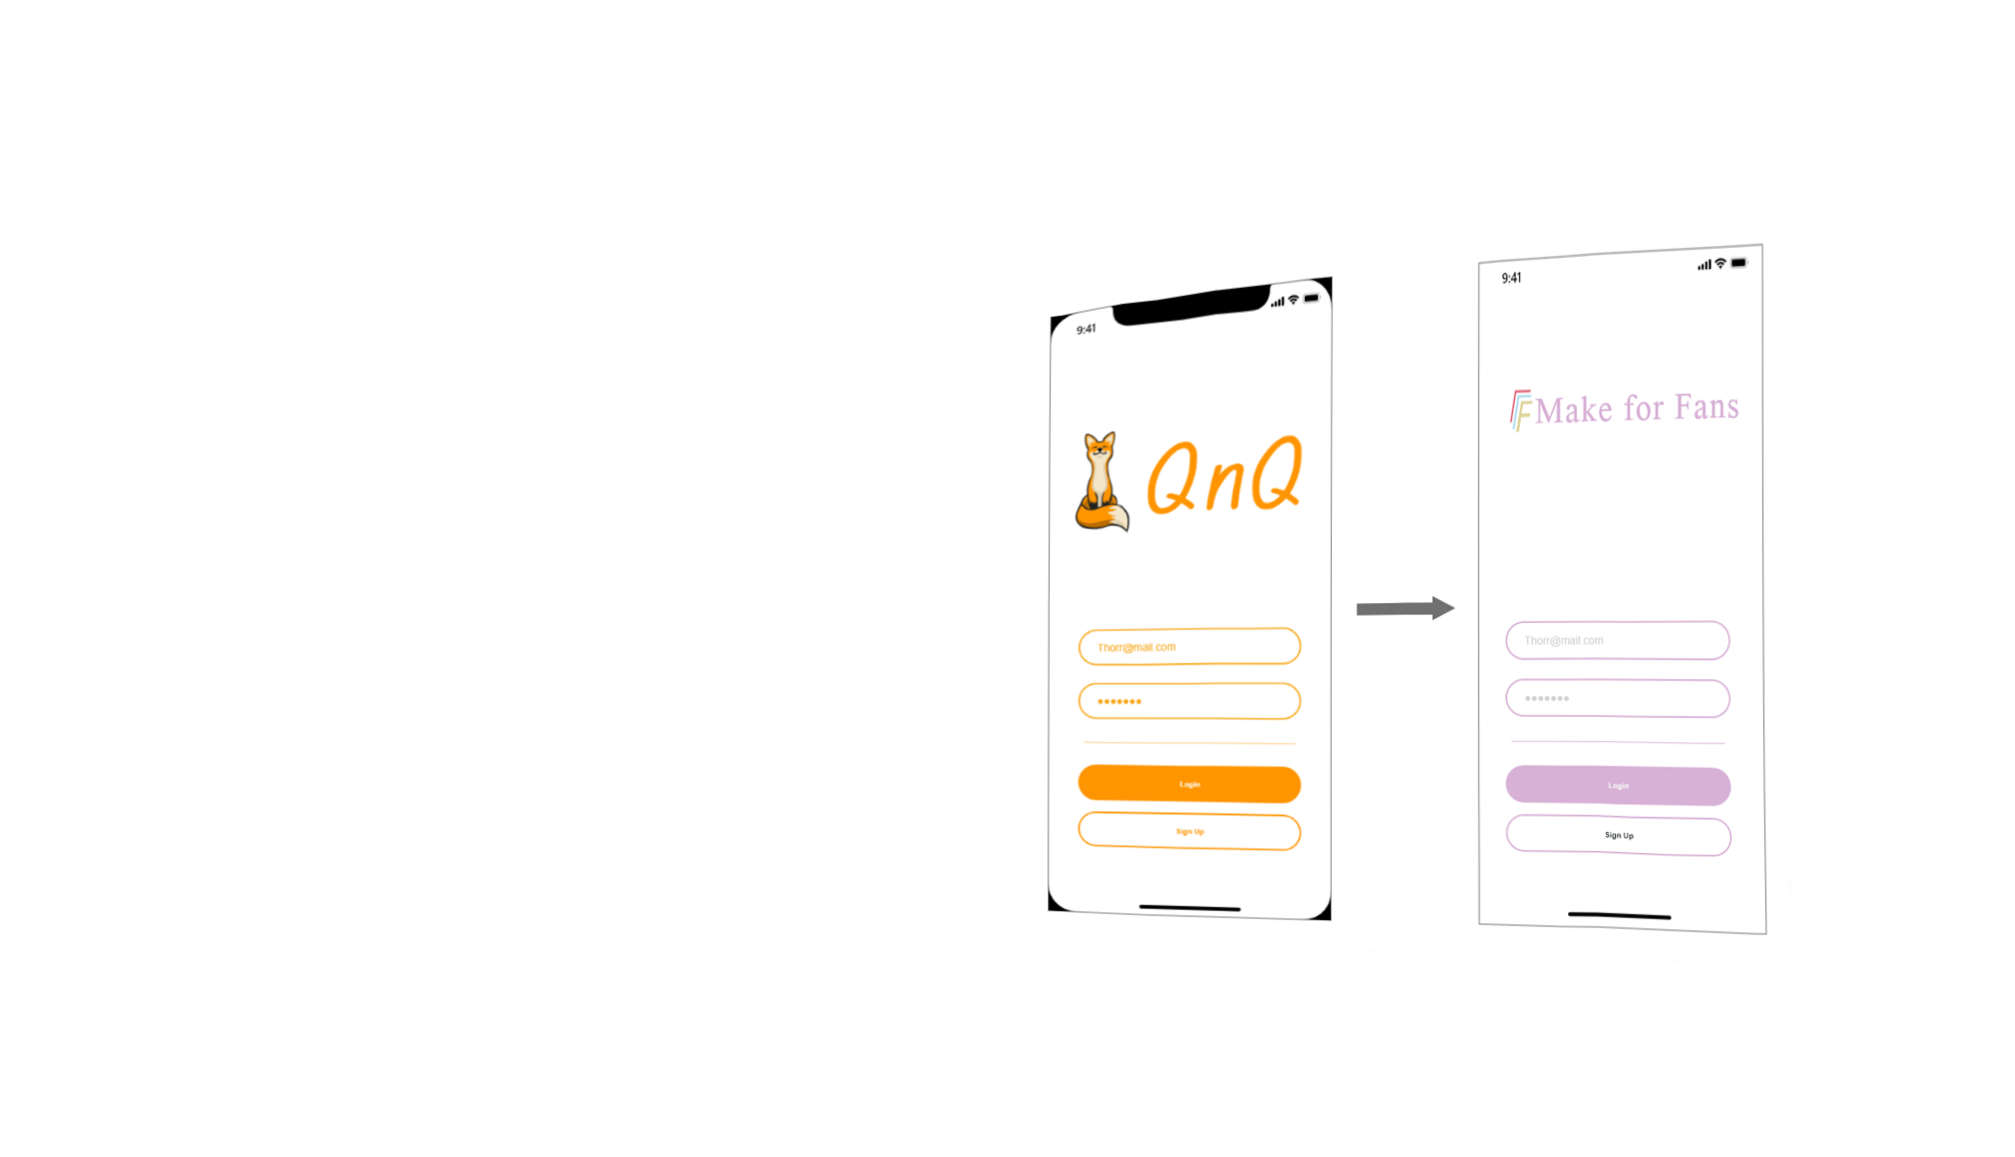 9:41
QnQ
Thorr@mail.com
Login
Sign Up
9:41
Make for Fans
Thorr@mail.com
Login
Sign Up